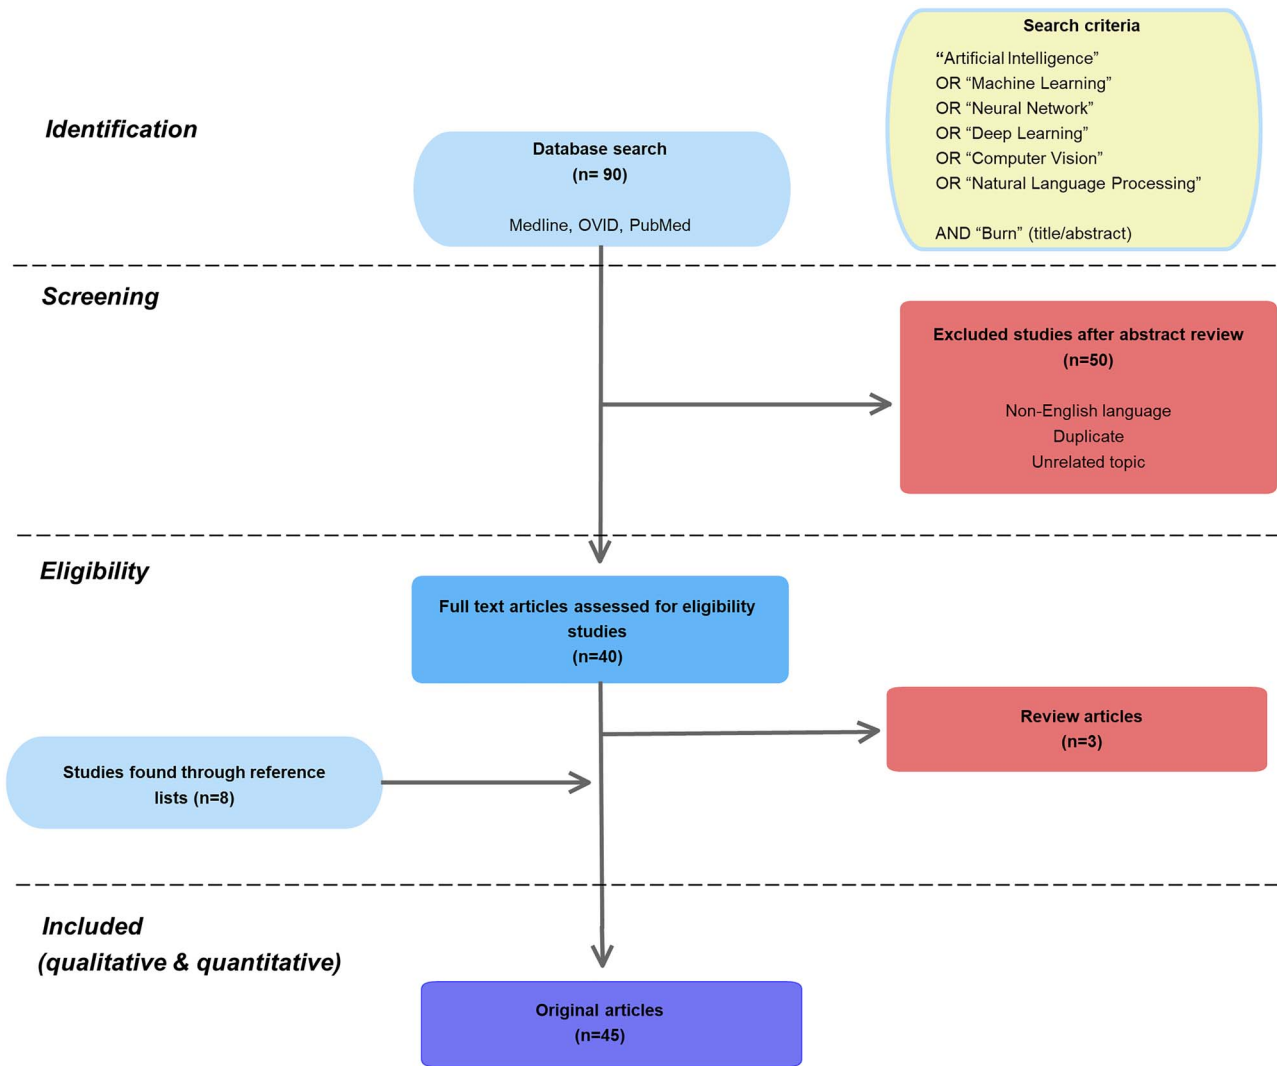 Search criteria
“Artificial Intelligence”
OR “Machine Learning”
Identification
OR “Neural Network”
OR “Deep Learning”
OR “Computer Vision”
OR “Natural Language Processing”
AND “Burn” (title/abstract)
Database search
(n= 90)
Medline, OVID, PubMed
Screening
Excluded studies after abstract review
(n=50)
Non-English language
Duplicate
Unrelated topic
Eligibility
Full text articles assessed for eligibility
studies
(n=40)
Review articles
(n=3)
Studies found through reference
lists (n=8)
Included
(qualitative & quantitative)
Original articles
(n=45)